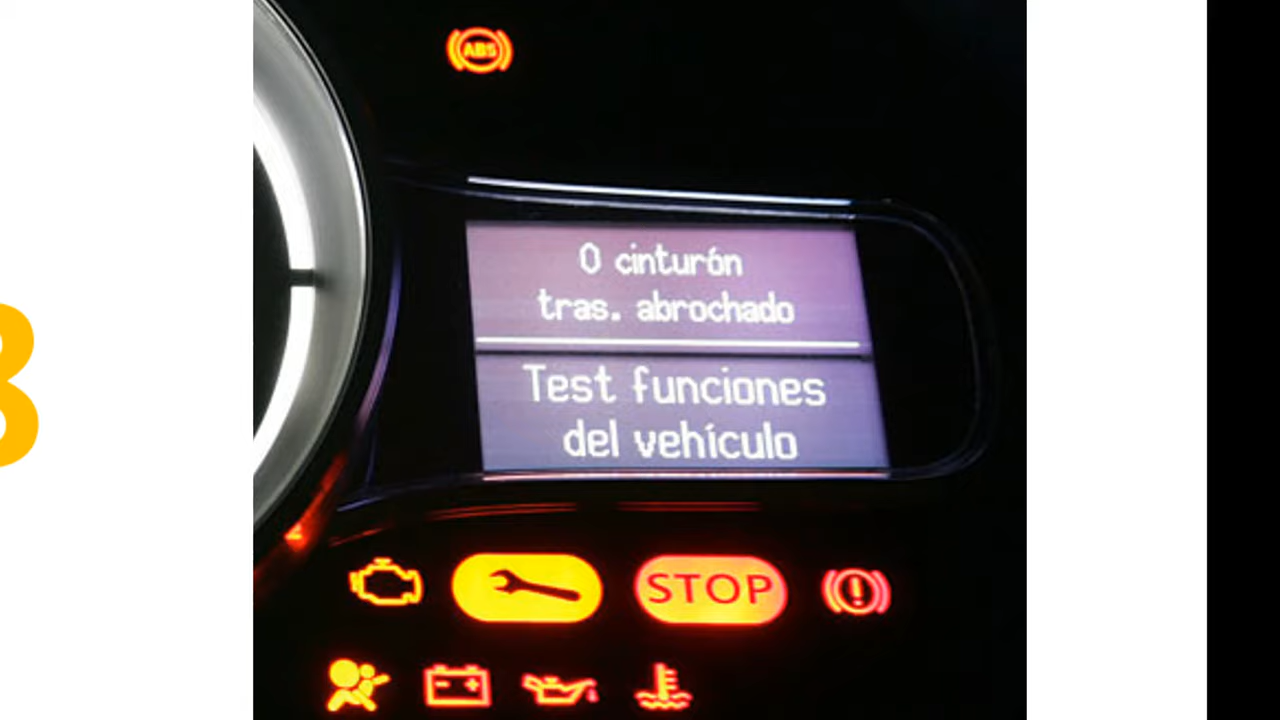 ABS
0 cinturón
tras. abrochado
Test funciones
del vehículo
STOP